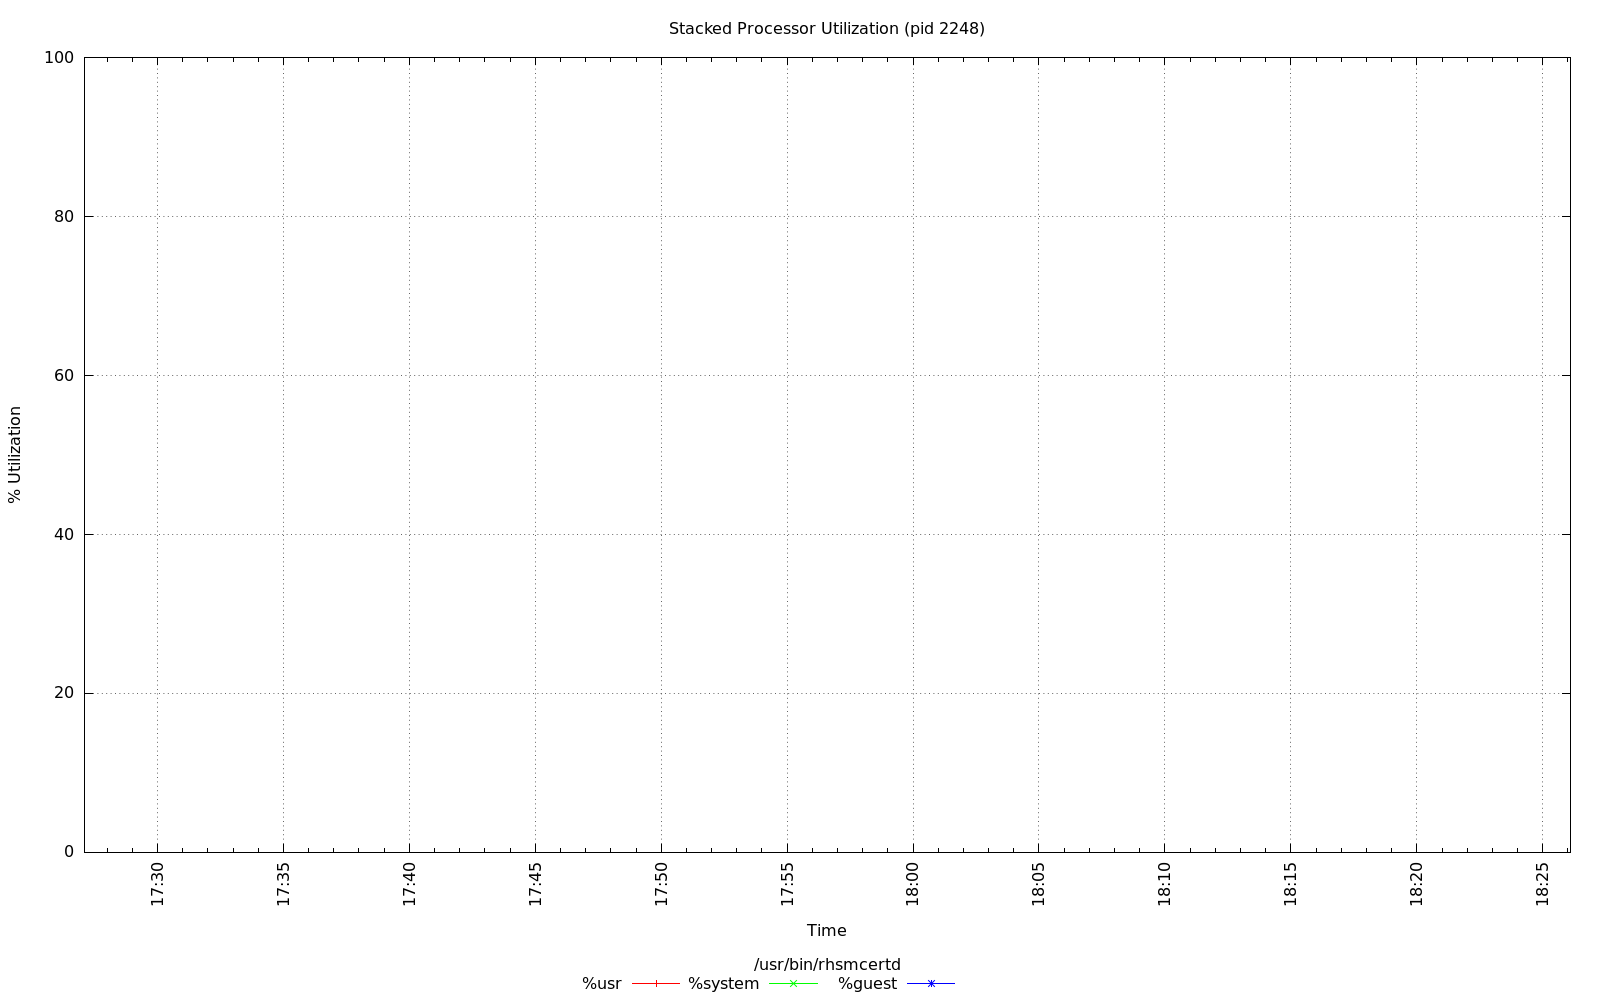 Stacked Processor Utilization (pid 2248)
100
80
60
40
20
0
% Utilization
17:30 17:35 17:40 17:45 17:50 17:55 18:00 18:05 18:10 18:15 18:20 18:25
Time
/usr/bin/rhsmcertd
%usr %system %guest